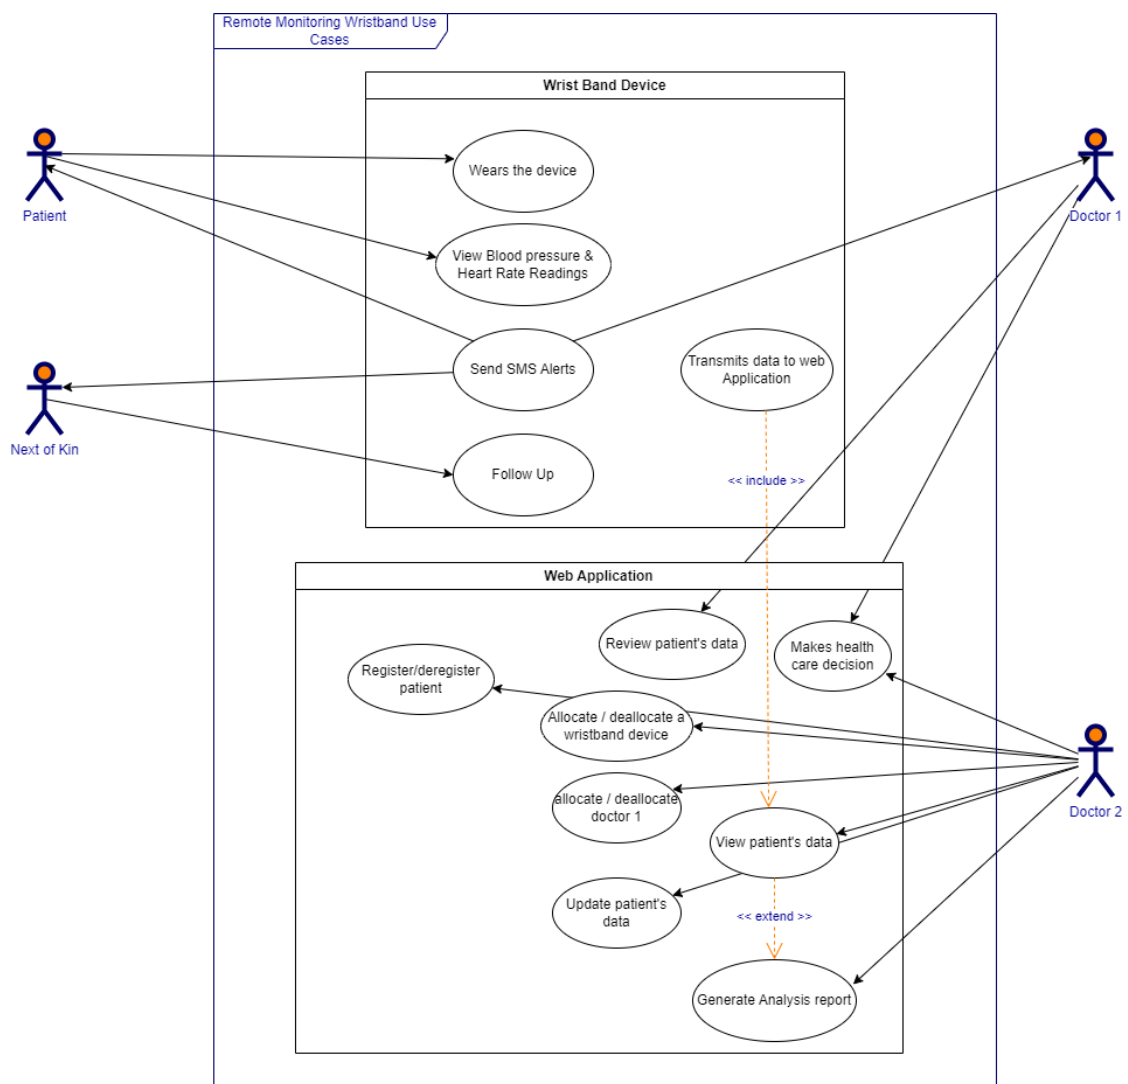 Remote Monitoring Wristband Use
Cases
Wrist Band Device
Wears the device
Patient
Doctor 1
View Blood pressure &
Heart Rate Readings
Send SMS Alerts
Transmits data to web
Application
Next of Kin
Follow Up
<< include >>
Web Application
Review patient's data
Makes health
care decision
Register/deregister
patient
Allocate / deallocate a
wristband device
allocate / deallocate
doctor 1
Doctor 2
View patient's data
Update patient's
data
<< extend >>
Generate Analysis report